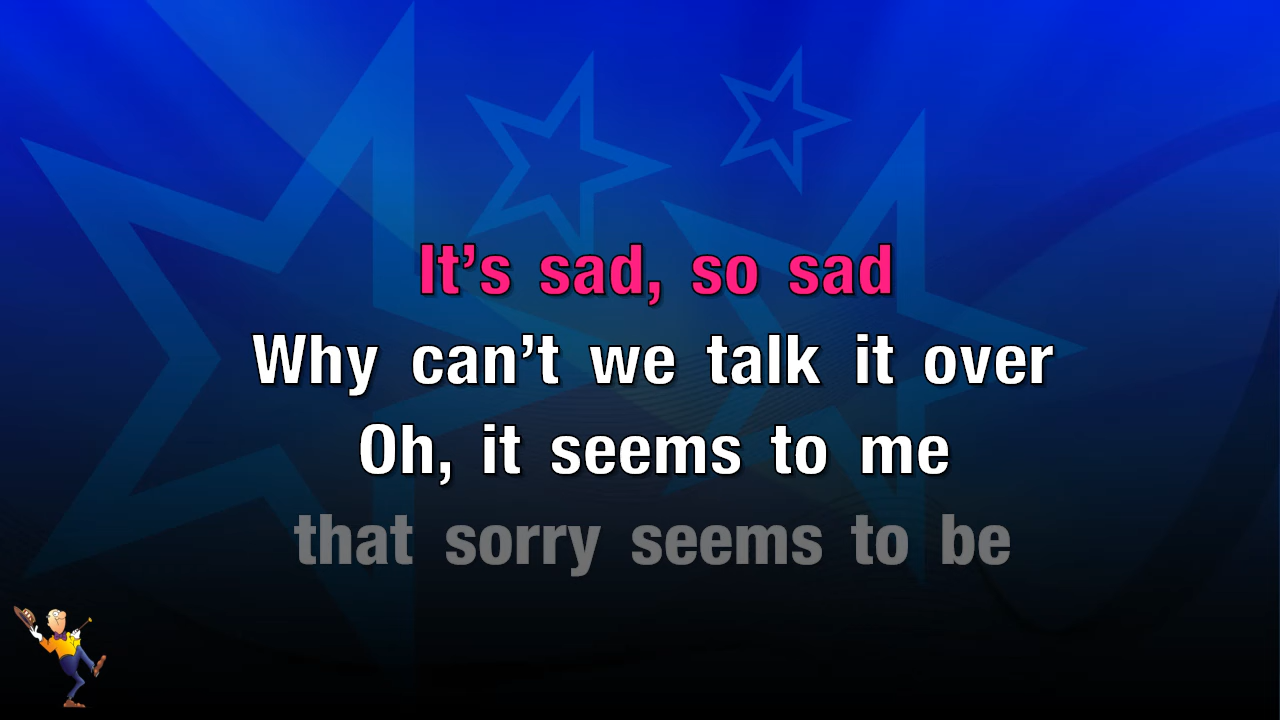 It’s sad, so sad
Why can’t we talk it over
Oh, it seems to me
that sorry seems to be